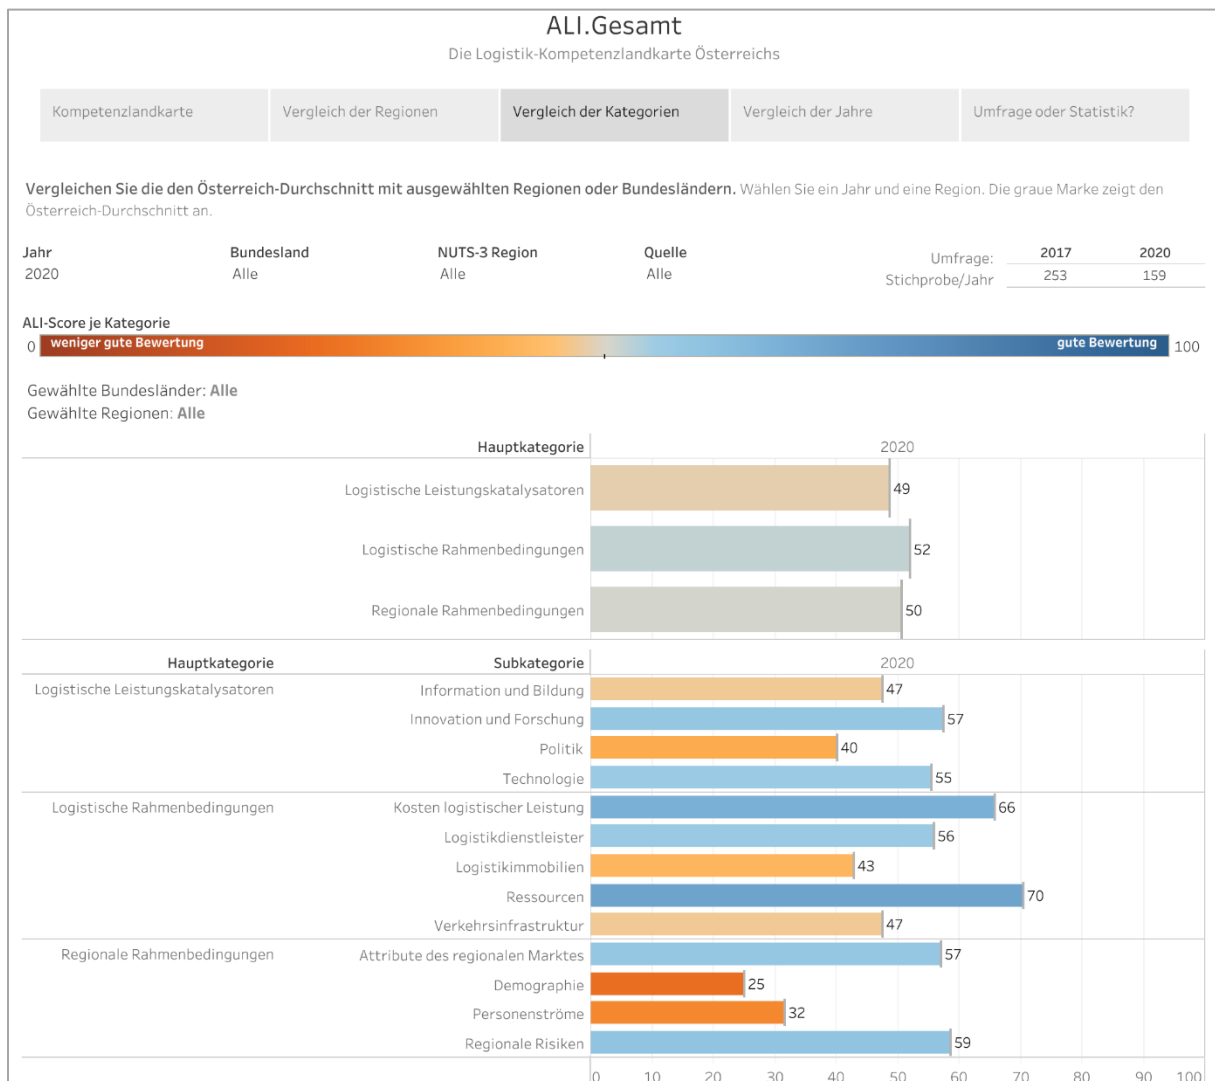 ALI.Gesamt
Die Logistik-Kompetenzlandkarte Österreichs
Kompetenzlandkarte Vergleich der Regionen Vergleich der Kategorien Vergleich der Jahre Umfrage oder Statistik?
Vergleichen Sie die den Österreich-Durchschnitt mit ausgewählten Regionen oder Bundesländern. Wählen Sie ein Jahr und eine Region. Die graue Marke zeigt den
Österreich-Durchschnitt an.
Jahr Bundesland NUTS-3 Region Quelle
2020 Alle Alle Alle
Umfrage: 2017 2020
Stichprobe/Jahr 253 159
ALI-Score je Kategorie
0 weniger gute Bewertung gute Bewertung 100
Gewählte Bundesländer: Alle
Gewählte Regionen: Alle
Hauptkategorie 2020
Logistische Leistungskatalysatoren 49
Logistische Rahmenbedingungen 52
Regionale Rahmenbedingungen 50
Hauptkategorie Subkategorie 2020
Logistische Leistungskatalysatoren Information und Bildung 47
Innovation und Forschung 57
Politik 40
Technologie 55
Logistische Rahmenbedingungen Kosten logistischer Leistung 66
Logistikdienstleister 56
Logistikimmobilien 43
Ressourcen 70
Verkehrsinfrastruktur 47
Regionale Rahmenbedingungen Attribute des regionalen Marktes 57
Demographie 25
Personenströme 32
Regionale Risiken 59
0 10 20 30 40 50 60 70 80 90 100